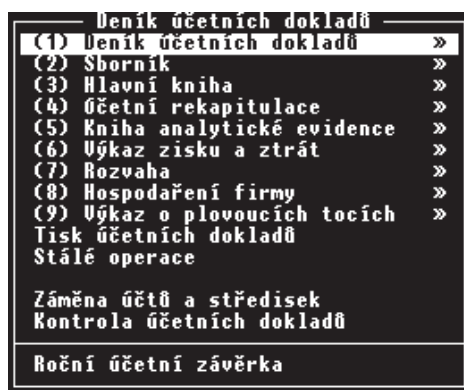 Deník účetních dokladů
(1) Deník účetních dokladů »
(2) Sborník »
(3) Hlavní kniha »
(4) Účetní rekapitulace »
(5) Kniha analytické evidence »
(6) Výkaz zisku a ztrát »
(7) Rozvaha »
(8) Hospodaření firmy »
(9) Výkaz o plovoucích tocích »
Tisk účetních dokladů
Stálé operace
Záměna účtů a středisek
Kontrola účetních dokladů
Roční účetní závěrka